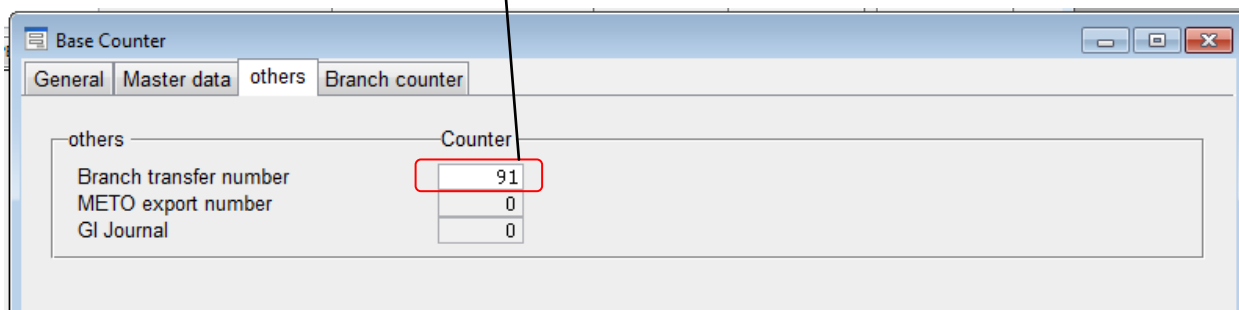 Base Counter
General Master data others Branch counter
others Counter
Branch transfer number 91
METO export number 0
GI Journal 0